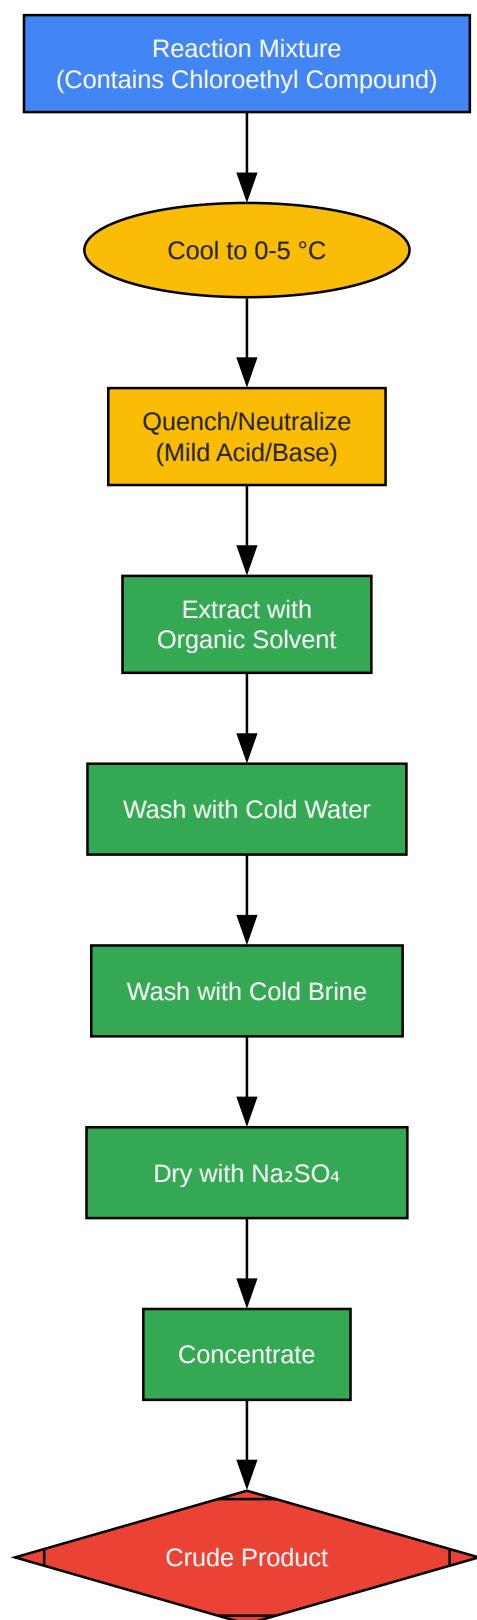 Reaction Mixture
(Contains Chloroethyl Compound)
Cool to 0-5 °C
Quench/Neutralize
(Mild Acid/Base)
Extract with
Organic Solvent
Wash with Cold Water
Wash with Cold Brine
Dry with Na₂SO₄
Concentrate
Crude Product